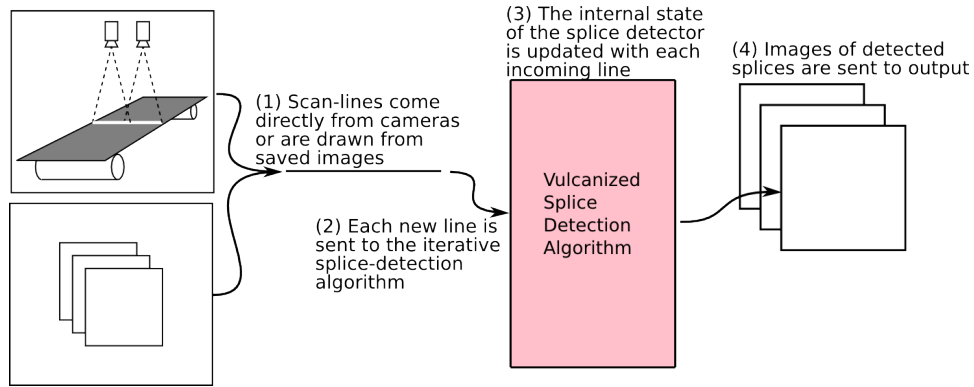 (1) Scan-lines come
directly from cameras
or are drawn from
saved images
(2) Each new line is
sent to the iterative
splice-detection
algorithm
(3) The internal state
of the splice detector
is updated with each
incoming line
Vulcanized
Splice
Detection
Algorithm
(4) Images of detected
splices are sent to output